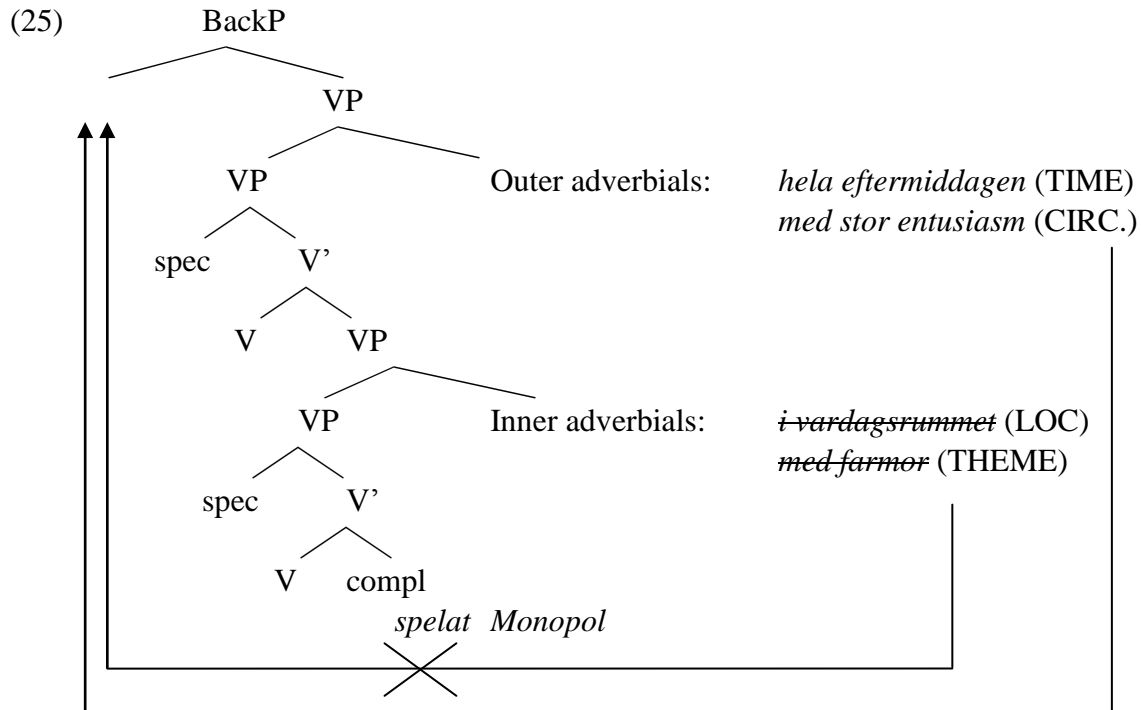 (25) BackP
VP
VP Outer adverbials: hela eftermiddagen (TIME)
med stor entusiasm (CIRC.)
spec V’
V VP
VP Inner adverbials: i vardagsrummet (LOC)
med farmor (THEME)
spec V’
V compl
spelat Monopol